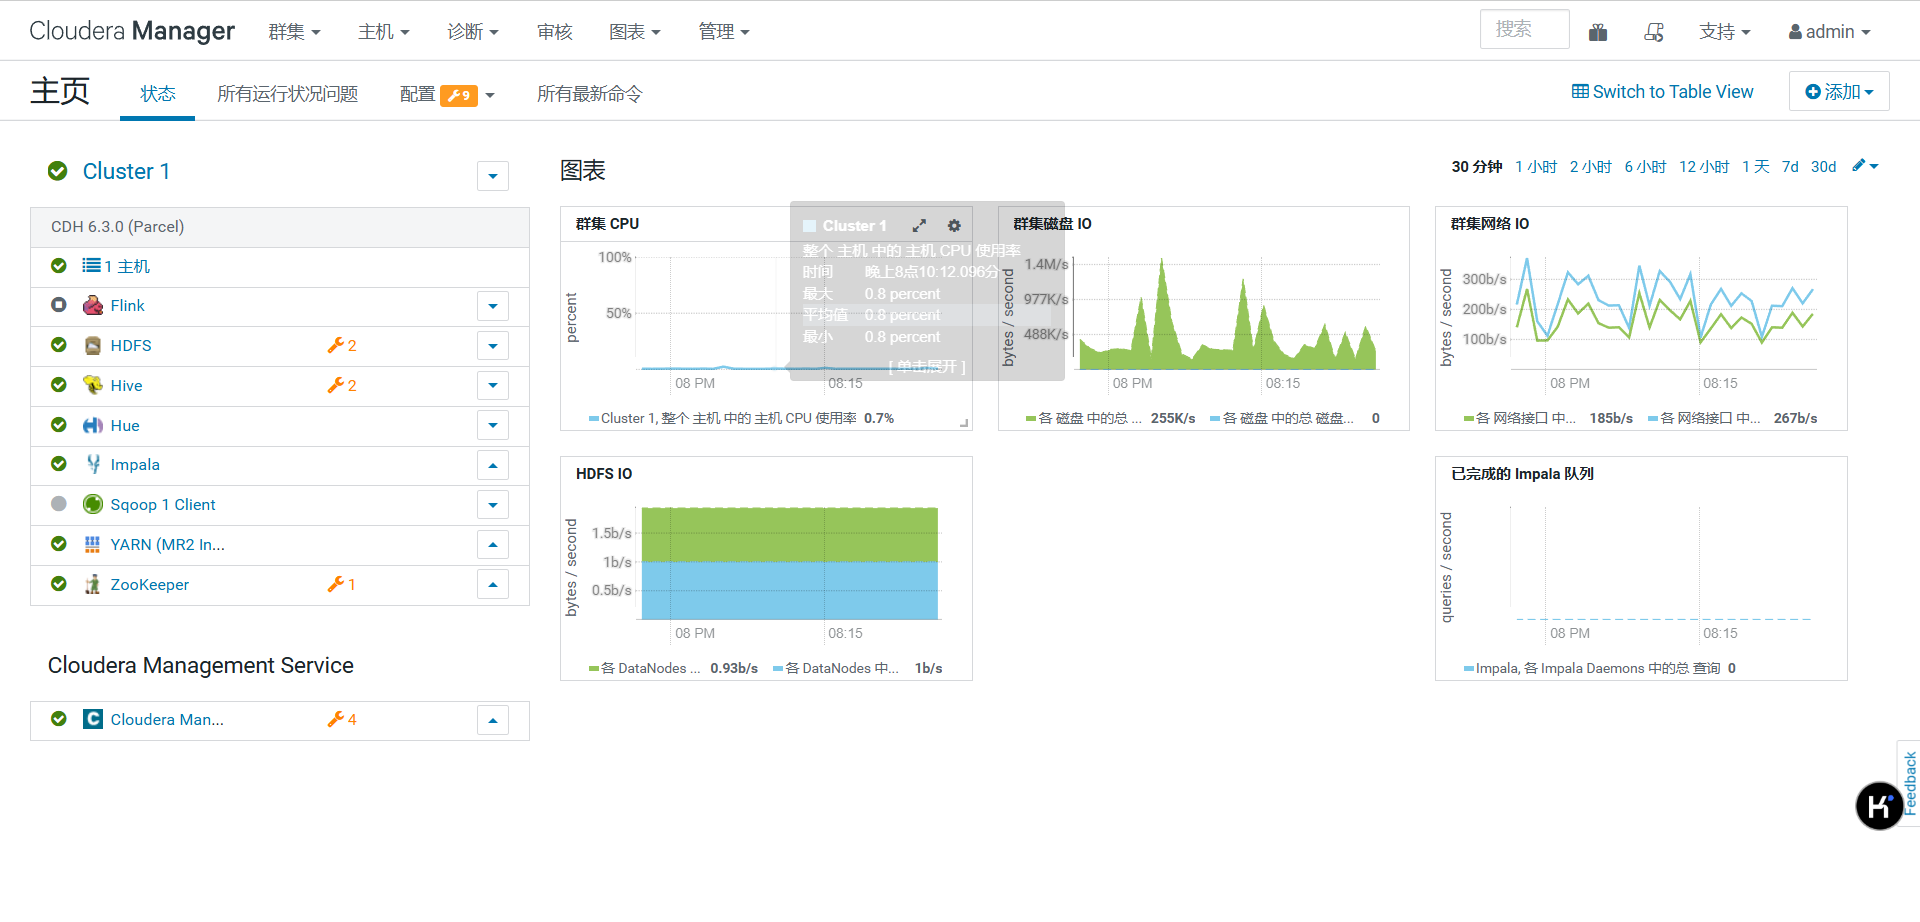 Cloudera Manager 群集 主机 诊断 审核 图表 管理 搜索 支持 admin
主页 状态 所有运行状况问题 配置 9 所有最新命令 Switch to Table View 添加
Cluster 1
CDH 6.3.0 (Parcel)
1 主机
Flink
HDFS 2
Hive 2
Hue
Impala
Sqoop 1 Client
YARN (MR2 In...
ZooKeeper 1
Cloudera Management Service
Cloudera Man... 4
图表
30 分钟 1 小时 2 小时 6 小时 12 小时 1 天 7d 30d
群集 CPU
percent
100%
50%
08 PM 08:15
Cluster 1, 整个 主机 中的 主机 CPU 使用率 0.7%
Cluster 1
整个 主机 中的 主机 CPU 使用率
时间 晚上8点10:12.096分
最大 0.8 percent
平均值 0.8 percent
最小 0.8 percent
[ 单击展开 ]
群集磁盘 IO
bytes / second
1.4M/s
977K/s
488K/s
08 PM 08:15
各 磁盘 中的总 ... 255K/s 各 磁盘 中的总 磁盘... 0
群集网络 IO
bytes / second
300b/s
200b/s
100b/s
08 PM 08:15
各 网络接口 中... 185b/s 各 网络接口 中... 267b/s
HDFS IO
bytes / second
1.5b/s
1b/s
0.5b/s
08 PM 08:15
各 DataNodes ... 0.93b/s 各 DataNodes 中... 1b/s
已完成的 Impala 队列
queries / second
08 PM 08:15
Impala, 各 Impala Daemons 中的总 查询 0
Feedback